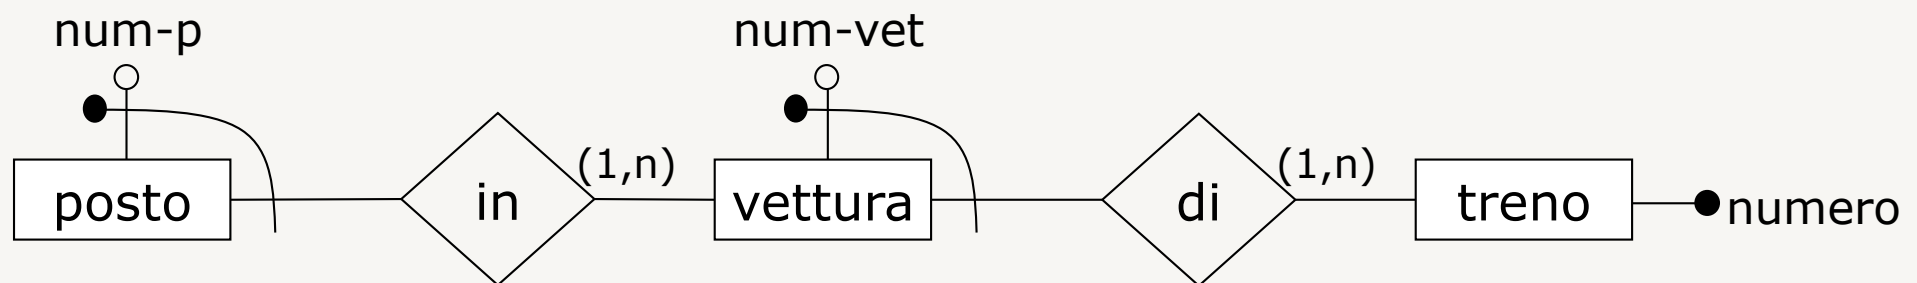 num-p
num-vet
(1,n)
(1,n)
posto
in
vettura
di
treno
numero